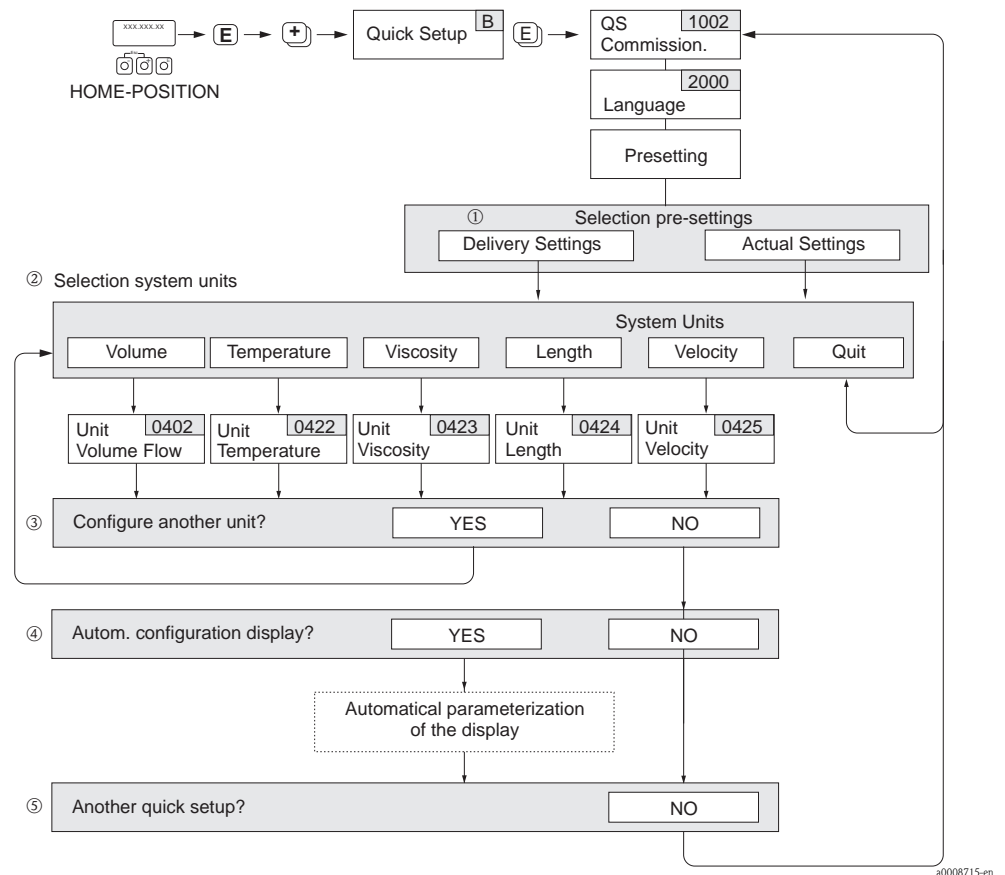 xxx.xxx.xx
Esc
- + E
HOME-POSITION
E
+
Quick Setup B
E
QS 1002
Commission.
2000
Language
Presetting
① Selection pre-settings
Delivery Settings
Actual Settings
② Selection system units
System Units
Volume
Temperature
Viscosity
Length
Velocity
Quit
Unit 0402
Volume Flow
Unit 0422
Temperature
Unit 0423
Viscosity
Unit 0424
Length
Unit 0425
Velocity
③ Configure another unit?
YES
NO
④ Autom. configuration display?
YES
NO
Automatical parameterization
of the display
⑤ Another quick setup?
NO
a0008715-en